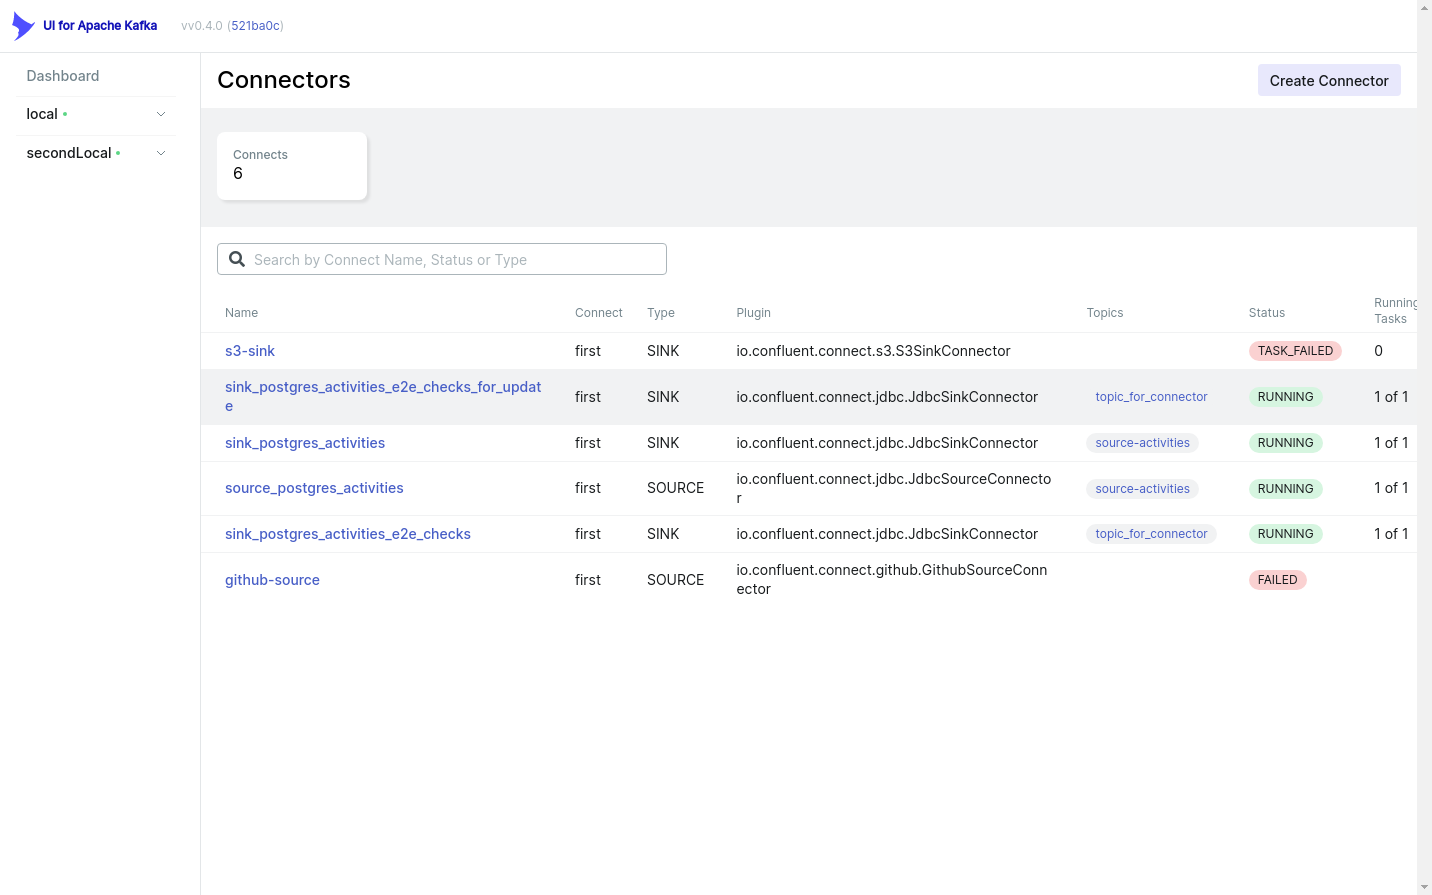 UI for Apache Kafka vv0.4.0 (521ba0c)
Dashboard
local
secondLocal
Connectors
Create Connector
Connects
6
Search by Connect Name, Status or Type
Name Connect Type Plugin Topics Status Running
Tasks
s3-sink first SINK io.confluent.connect.s3.S3SinkConnector TASK_FAILED 0
sink_postgres_activities_e2e_checks_for_updat
e
first SINK io.confluent.connect.jdbc.JdbcSinkConnector topic_for_connector RUNNING 1 of 1
sink_postgres_activities first SINK io.confluent.connect.jdbc.JdbcSinkConnector source-activities RUNNING 1 of 1
source_postgres_activities first SOURCE io.confluent.connect.jdbc.JdbcSourceConnecto
r
source-activities RUNNING 1 of 1
sink_postgres_activities_e2e_checks first SINK io.confluent.connect.jdbc.JdbcSinkConnector topic_for_connector RUNNING 1 of 1
github-source first SOURCE io.confluent.connect.github.GithubSourceConn
ector
FAILED